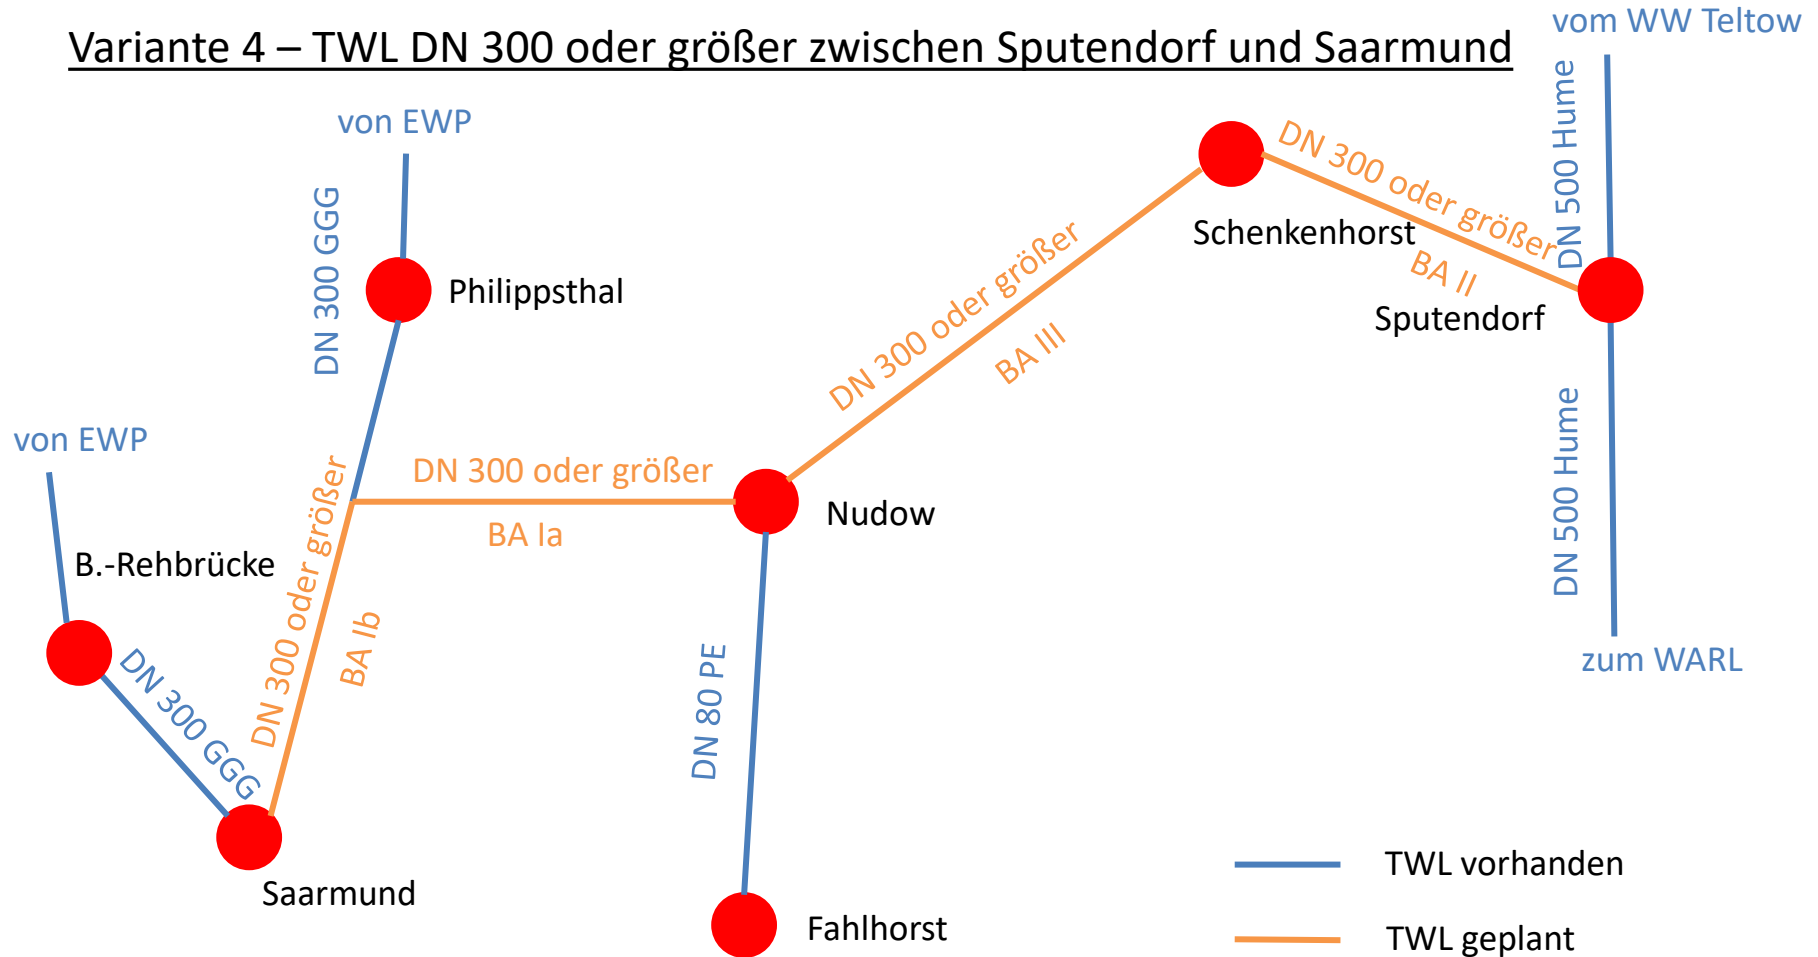 vom WW Teltow
Variante 4 – TWL DN 300 oder größer zwischen Sputendorf und Saarmund
von EWP
DN 300 GGG
Philippsthal
DN 300 oder größer
Schenkenhorst
BA II
DN 500 Hume
Sputendorf
DN 300 oder größer
BA III
von EWP
DN 300 oder größer
BA Ia
Nudow
DN 500 Hume
B.-Rehbrücke
DN 300 oder größer
BA Ib
DN 300 GGG
DN 80 PE
zum WARL
Saarmund
Fahlhorst
TWL vorhanden
TWL geplant